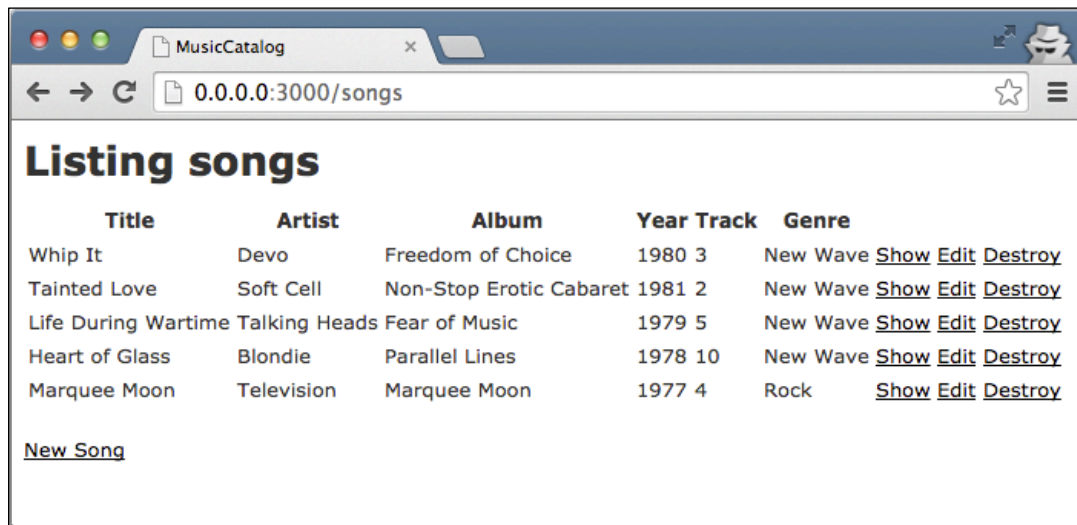 MusicCatalog
0.0.0.0:3000/songs
Listing songs
Title Artist Album Year Track Genre
Whip It Devo Freedom of Choice 1980 3 New Wave Show Edit Destroy
Tainted Love Soft Cell Non-Stop Erotic Cabaret 1981 2 New Wave Show Edit Destroy
Life During Wartime Talking Heads Fear of Music 1979 5 New Wave Show Edit Destroy
Heart of Glass Blondie Parallel Lines 1978 10 New Wave Show Edit Destroy
Marquee Moon Television Marquee Moon 1977 4 Rock Show Edit Destroy
New Song